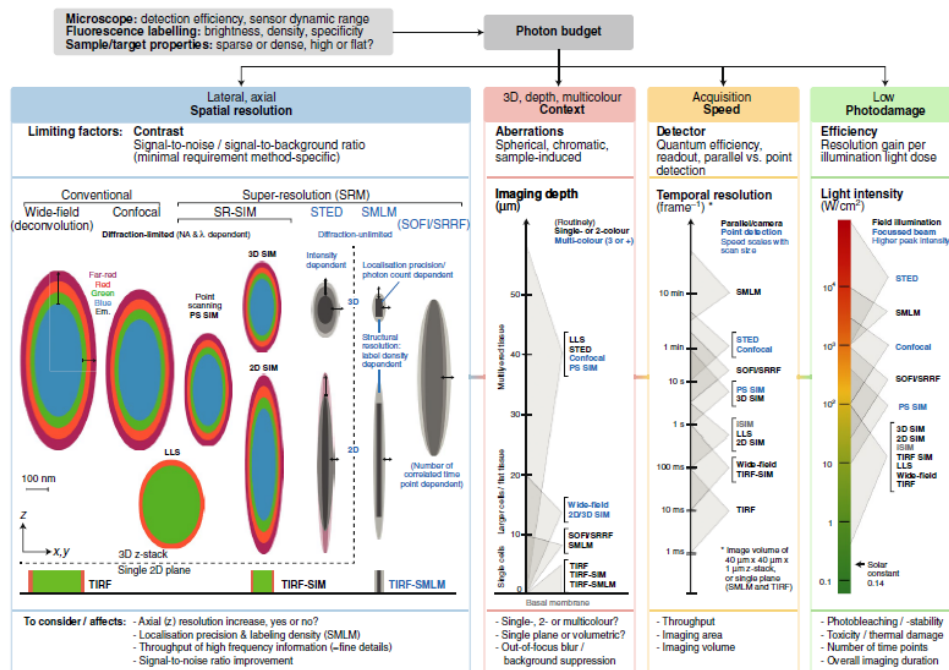 Microscope: detection efficiency, sensor dynamic range
Fluorescence labelling: brightness, density, specificity
Sample/target properties: sparse or dense, high or flat?
Photon budget
Lateral, axial
Spatial resolution
Limiting factors: Contrast
Signal-to-noise / signal-to-background ratio
(minimal requirement method-specific)
Conventional
Super-resolution (SRM)
Wide-field
(deconvolution)
Confocal
SR-SIM
STED
SMLM
(SOFI/SRRF)
Diffraction-limited (NA & λ dependent)
Diffraction-unlimited
3D SIM
Intensity
dependent
Localisation precision/
photon count dependent
Far-red
Red
Green
Blue
Em.
Point
scanning
PS SIM
3D
Structural
resolution:
label density
dependent
2D SIM
LLS
2D
(Number of
correlated time
point dependent)
100 nm
z
x,y
3D z-stack
Single 2D plane
TIRF
TIRF-SIM
TIRF-SMLM
To consider / affects:
- Axial (z) resolution increase, yes or no?
- Localisation precision & labeling density (SMLM)
- Throughput of high frequency information (=fine details)
- Signal-to-noise ratio improvement
3D, depth, multicolour
Context
Aberrations
Spherical, chromatic,
sample-induced
Imaging depth
(μm)
(Routinely)
Single- or 2-colour
Multi-colour (3 or +)
50
40
30
20
10
0
Multilayered tissue
Larger cells / flat tissue
Single cells
LLS
STED
Confocal
PS SIM
Wide-field
2D/3D SIM
SOFI/SRRF
SMLM
TIRF
TIRF-SIM
TIRF-SMLM
Basal membrane
- Single-, 2- or multicolour?
- Single plane or volumetric?
- Out-of-focus blur /
background suppression
Acquisition
Speed
Detector
Quantum efficiency,
readout, parallel vs. point
detection
Temporal resolution
(frame⁻¹) *
Parallel/camera
Point detection
Speed scales with
scan size
10 min
1 min
10 s
1 s
100 ms
10 ms
1 ms
SMLM
STED
Confocal
SOFI/SRRF
PS SIM
3D SIM
iSIM
LLS
2D SIM
Wide-field
TIRF-SIM
TIRF
* Image volume of
40 μm x 40 μm x
1 μm z-stack,
or single plane
(SMLM and TIRF)
- Throughput
- Imaging area
- Imaging volume
Low
Photodamage
Efficiency
Resolution gain per
illumination light dose
Light intensity
(W/cm²)
Field illumination
Focussed beam
Higher peak intensity
10⁴
10³
10²
10
1
0.1
STED
SMLM
Confocal
SOFI/SRRF
PS SIM
3D SIM
2D SIM
iSIM
TIRF SIM
LLS
Wide-field
TIRF
Solar
constant
0.14
- Photobleaching / -stability
- Toxicity / thermal damage
- Number of time points
- Overall imaging duration